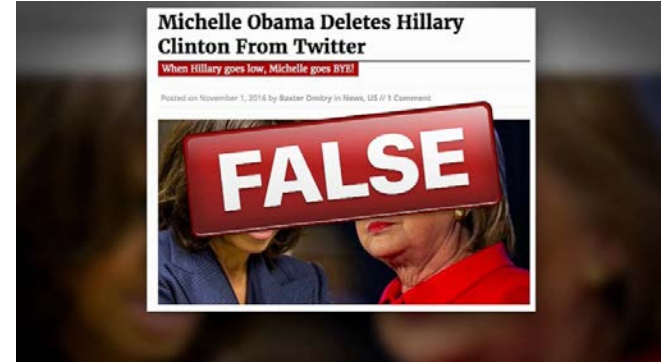 Michelle Obama Deletes Hillary
Clinton From Twitter
When Hillary goes low, Michelle goes BYE!
Posted on November 1, 2016 by Baxter Dmitry in News, US // 1 Comment
FALSE